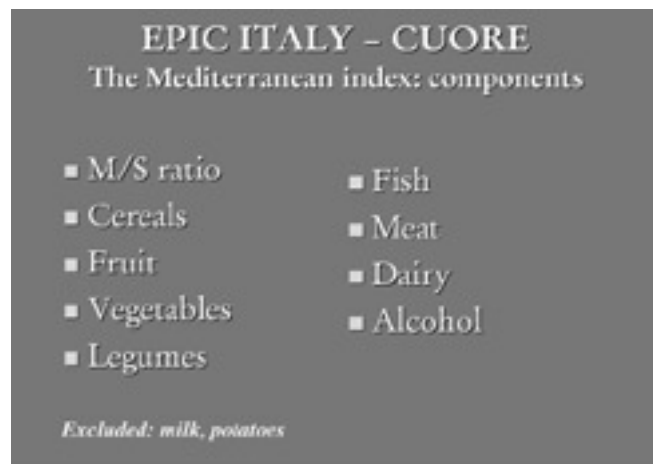 EPIC ITALY – CUORE
The Mediterranean index: components
M/S ratio
Cereals
Fruit
Vegetables
Legumes
Fish
Meat
Dairy
Alcohol
Excluded: milk, potatoes